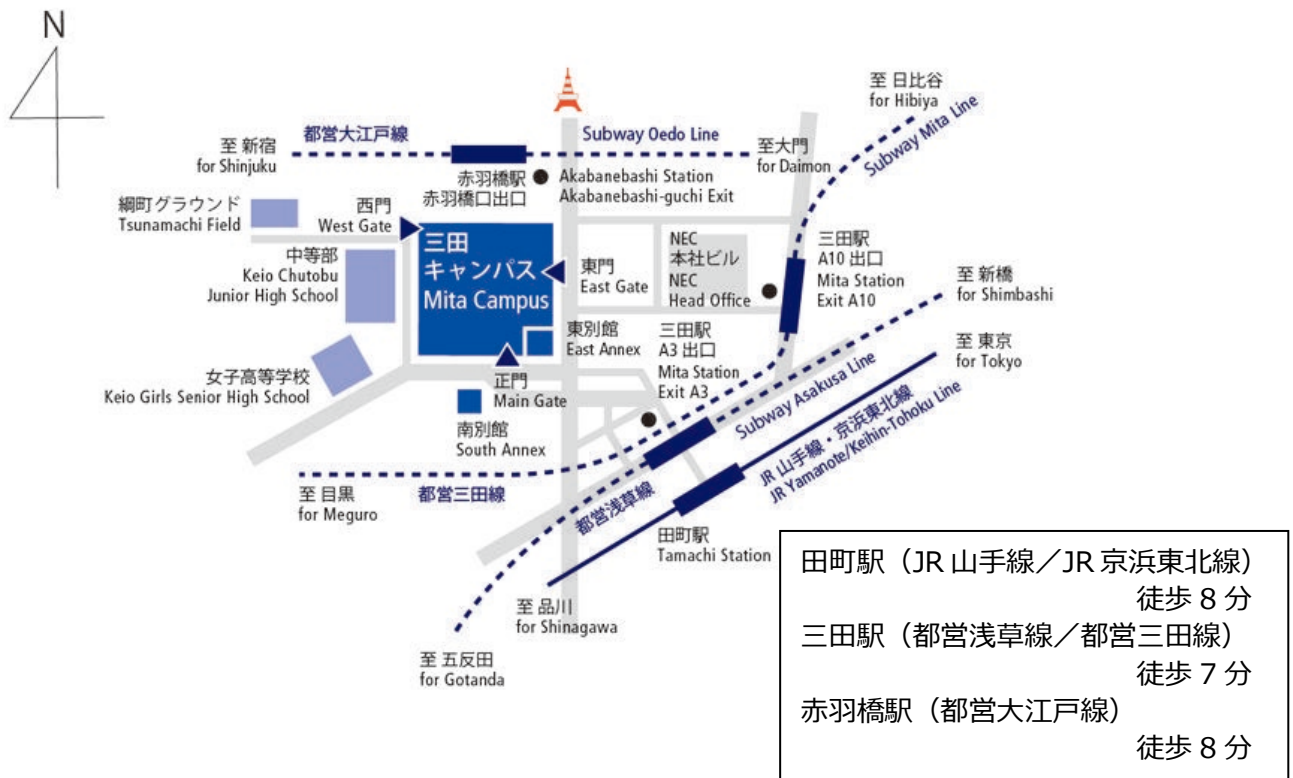 N
至 日比谷
for Hibiya
Subway Mita Line
都営大江戸線
Subway Oedo Line
至 新宿
for Shinjuku
至大門
for Daimon
赤羽橋駅
赤羽橋口出口
Akabanebashi Station
Akabanebashi-guchi Exit
綱町グラウンド
Tsunamachi Field
西門
West Gate
三田
キャンパス
Mita Campus
中等部
Keio Chutobu
Junior High School
東門
East Gate
NEC
本社ビル
NEC
Head Office
三田駅
A10 出口
Mita Station
Exit A10
至 新橋
for Shimbashi
東別館
East Annex
三田駅
A3 出口
Mita Station
Exit A3
至 東京
for Tokyo
女子高等学校
Keio Girls Senior High School
正門
Main Gate
南別館
South Annex
Subway Asakusa Line
JR 山手線・京浜東北線
JR Yamanote/Keihin-Tohoku Line
至 目黒
for Meguro
都営三田線
都営浅草線
田町駅
Tamachi Station
至 品川
for Shinagawa
至 五反田
for Gotanda
田町駅（JR 山手線／JR 京浜東北線）
徒歩 8 分
三田駅（都営浅草線／都営三田線）
徒歩 7 分
赤羽橋駅（都営大江戸線）
徒歩 8 分